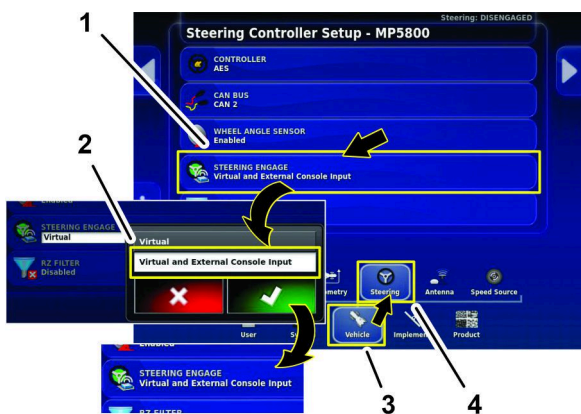 Steering: DISENGAGED
Steering Controller Setup - MP5800
1
CONTROLLER
AES
CAN BUS
CAN 2
WHEEL ANGLE SENSOR
Enabled
STEERING ENGAGE
Virtual and External Console Input
2
Enabled
STEERING ENGAGE
Virtual
RZ FILTER
Disabled
Virtual
Virtual and External Console Input
Steering
Antenna
Speed Source
User
Vehicle
Product
Enabled
STEERING ENGAGE
Virtual and External Console Input
RZ FILTER
3
4